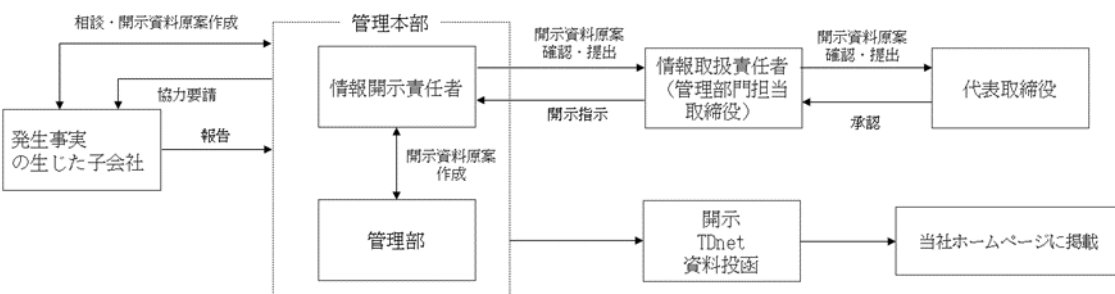 相談・開示資料原案作成
協力要請
発生事実
の生じた子会社
報告
管理本部
情報開示責任者
開示資料原案
作成
管理部
開示資料原案
確認・提出
開示指示
情報取扱責任者
（管理部門担当
取締役）
開示資料原案
確認・提出
承認
代表取締役
開示
TDnet
資料投函
当社ホームページに掲載